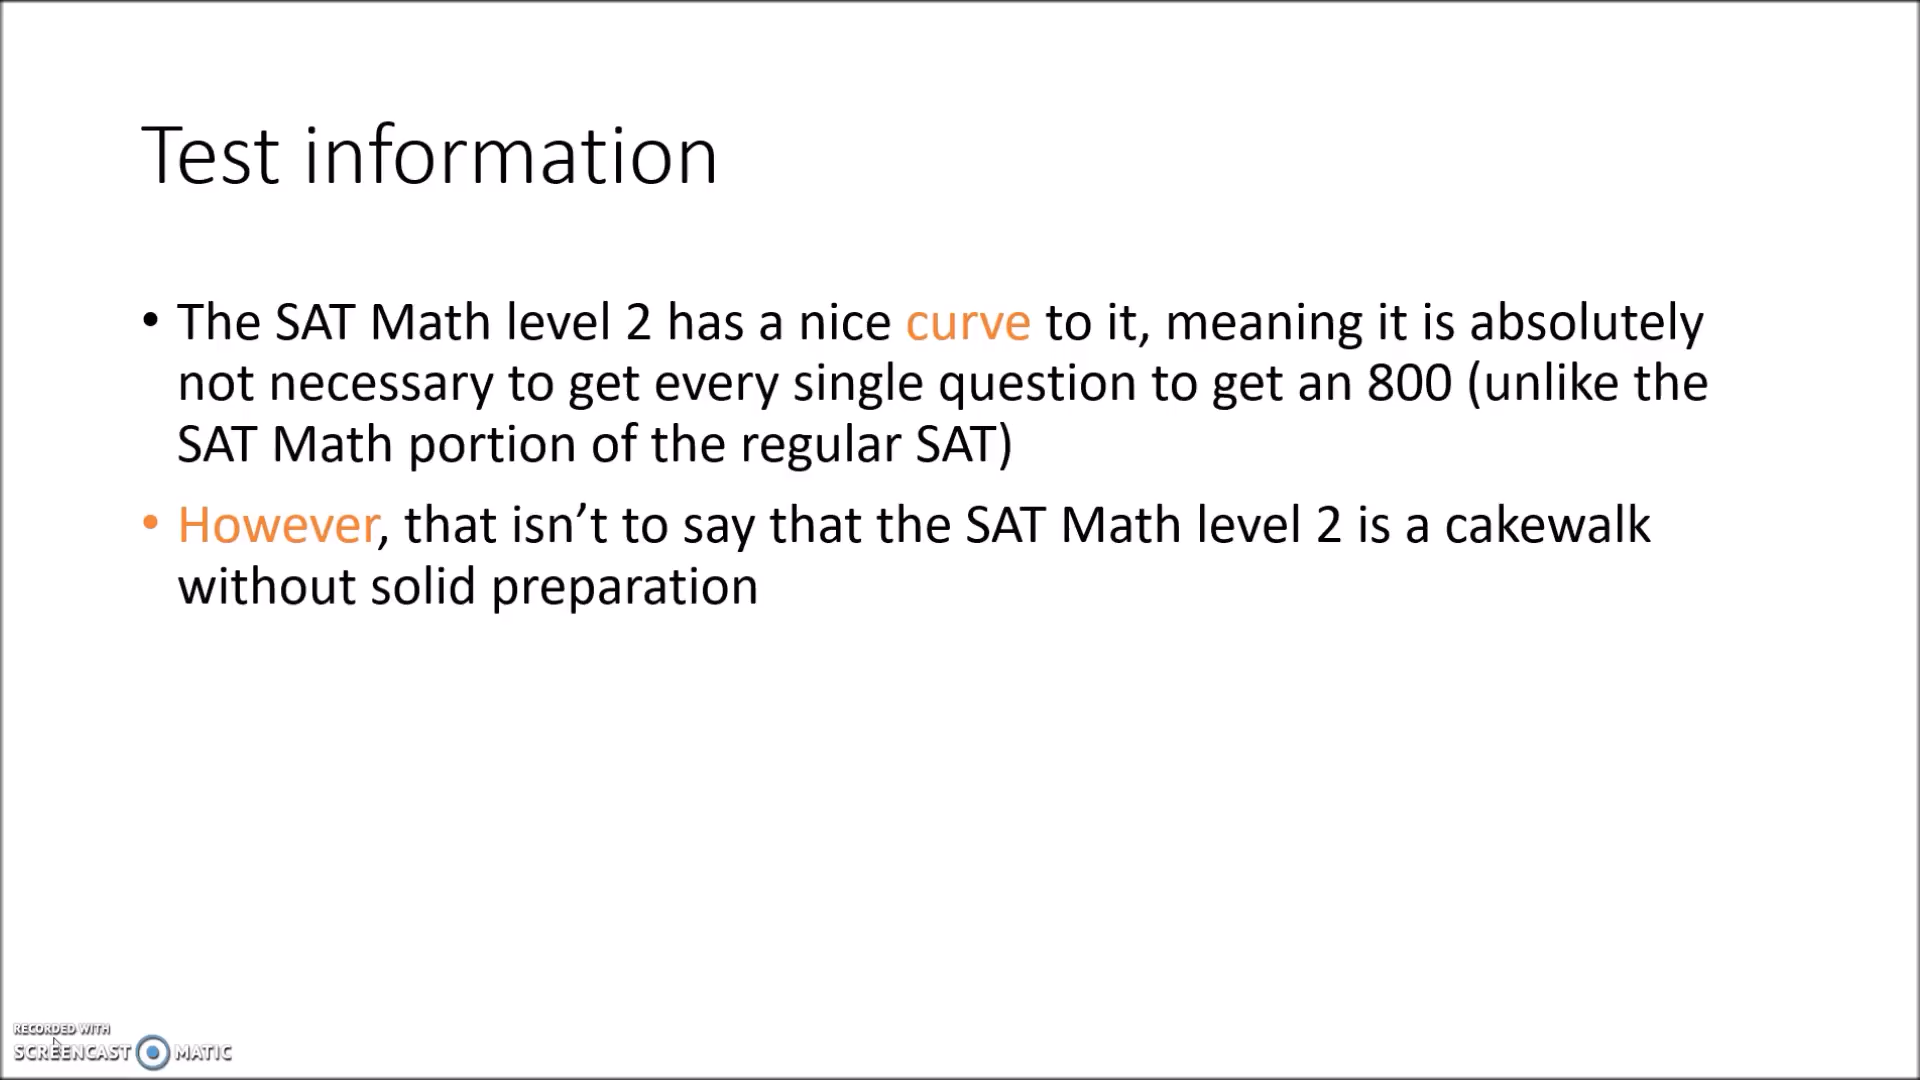 Test information
• The SAT Math level 2 has a nice curve to it, meaning it is absolutely
not necessary to get every single question to get an 800 (unlike the
SAT Math portion of the regular SAT)
• However, that isn’t to say that the SAT Math level 2 is a cakewalk
without solid preparation
RECORDED WITH
SCREENCAST MATIC